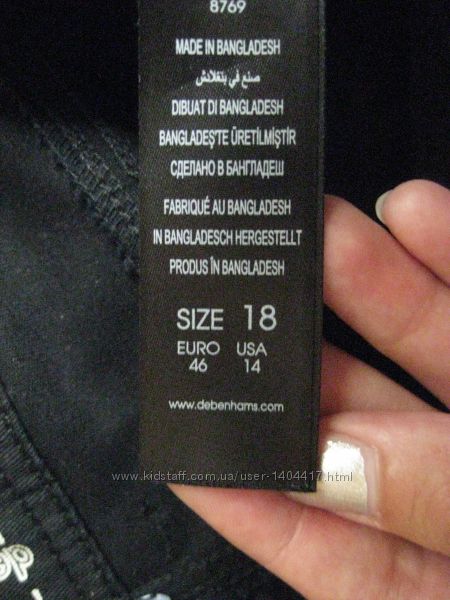 8769
MADE IN BANGLADESH
صنع في بنغلادش
DIBUAT DI BANGLADESH
BANGLADEŞ'TE ÜRETİLMİŞTİR
СДЕЛАНО В БАНГЛАДЕШ
FABRIQUÉ AU BANGLADESH
IN BANGLADESCH HERGESTELLT
PRODUS ÎN BANGLADESH
SIZE 18
EURO USA
46 14
www.debenhams.com
www.kidstaff.com.ua/user-1404417.html